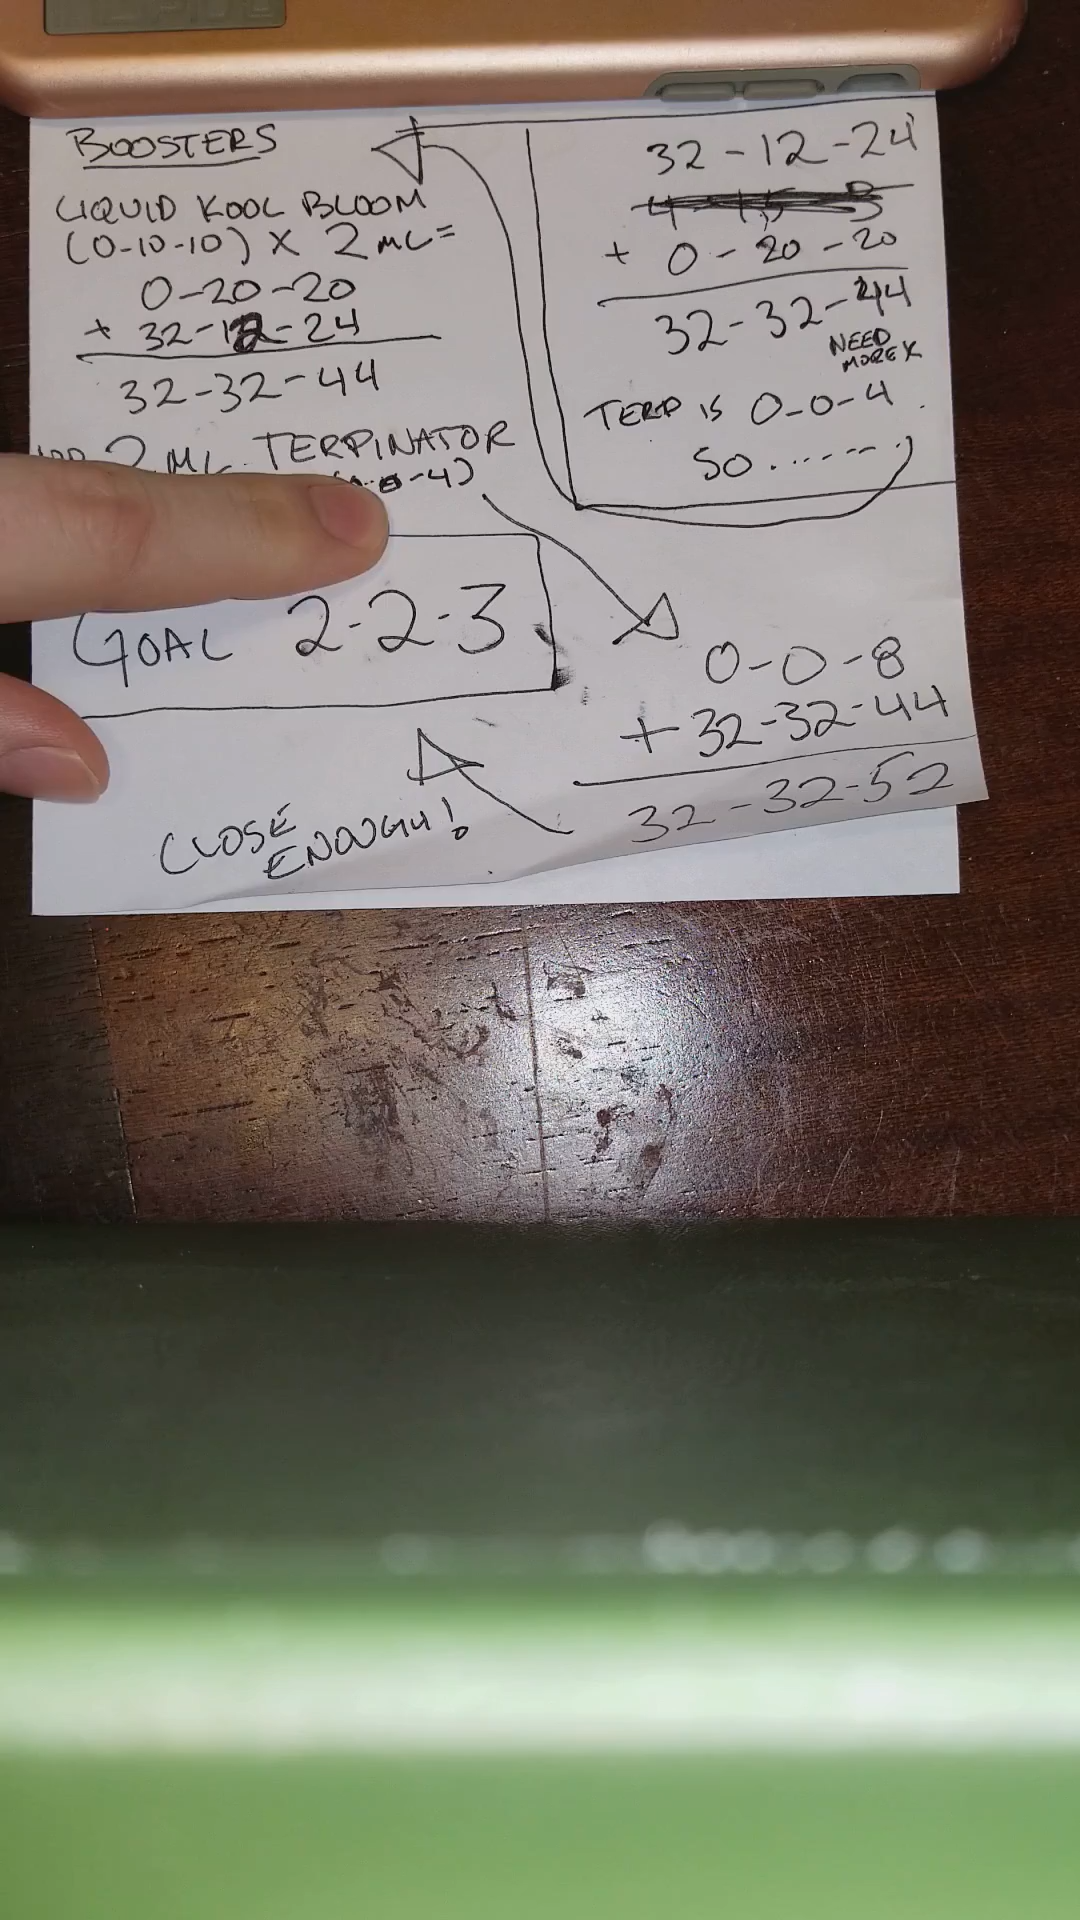 BOOSTERS
LIQUID KOOL BLOOM
(0-10-10) X 2 ML =
0-20-20
+ 32-12-24
32-32-44
2 ML TERPINATOR
-4)
GOAL 2-2-3
CLOSE
ENOUGH!
32-12-24
+ 0-20-20
32-32-44
NEED
MORE K
TERP IS 0-0-4
SO.......
0-0-8
+32-32-44
32-32-52